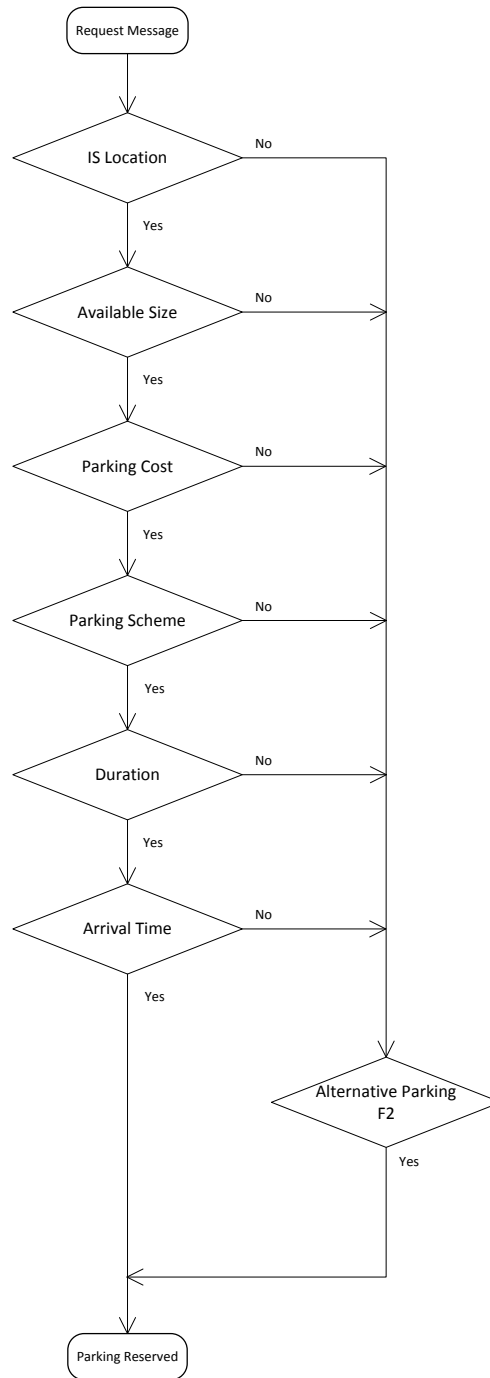 Request Message
IS Location
No
Yes
Available Size
No
Yes
Parking Cost
No
Yes
Parking Scheme
No
Yes
Duration
No
Yes
Arrival Time
No
Yes
Alternative Parking
F2
Yes
Parking Reserved